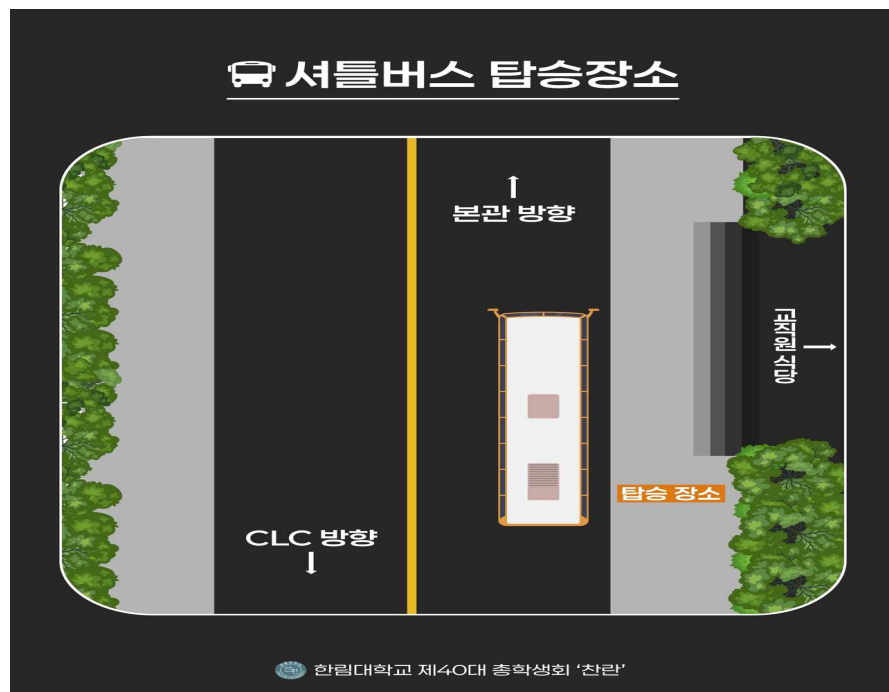 셔틀버스 탑승장소
↑
본관 방향
교직원 식당 →
탑승 장소
CLC 방향
↓
한림대학교 제40대 총학생회 ‘찬란’